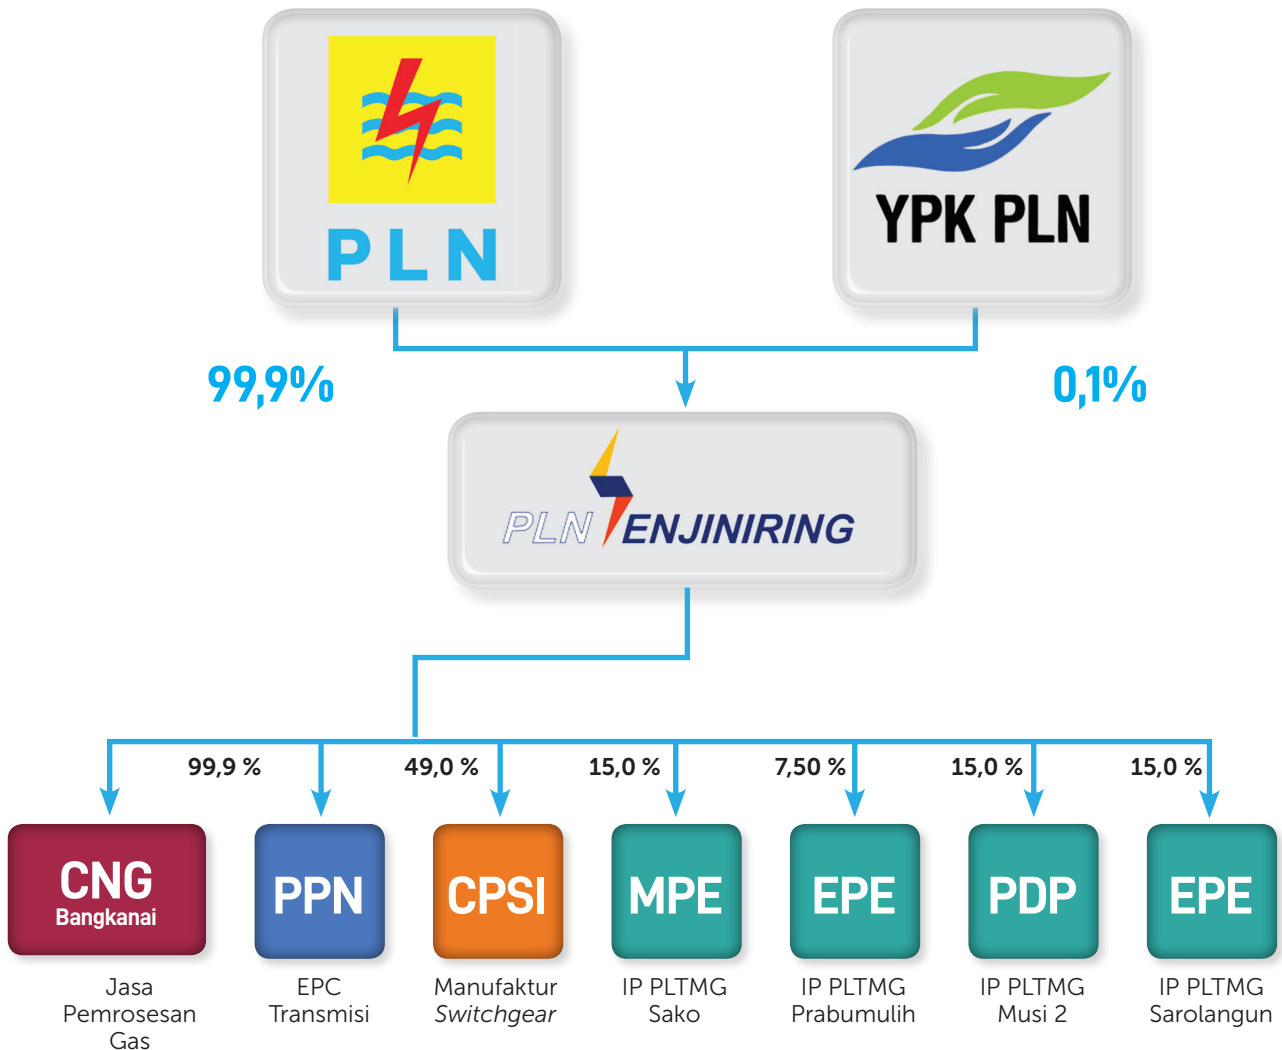 PLN
YPK PLN
99,9%
0,1%
PLN ENJINIRING
99,9 %
49,0 %
15,0 %
7,50 %
15,0 %
15,0 %
CNG
Bangkanai
PPN
CPSI
MPE
EPE
PDP
EPE
Jasa
Pemrosesan
Gas
EPC
Transmisi
Manufaktur
Switchgear
IP PLTMG
Sako
IP PLTMG
Prabumulih
IP PLTMG
Musi 2
IP PLTMG
Sarolangun